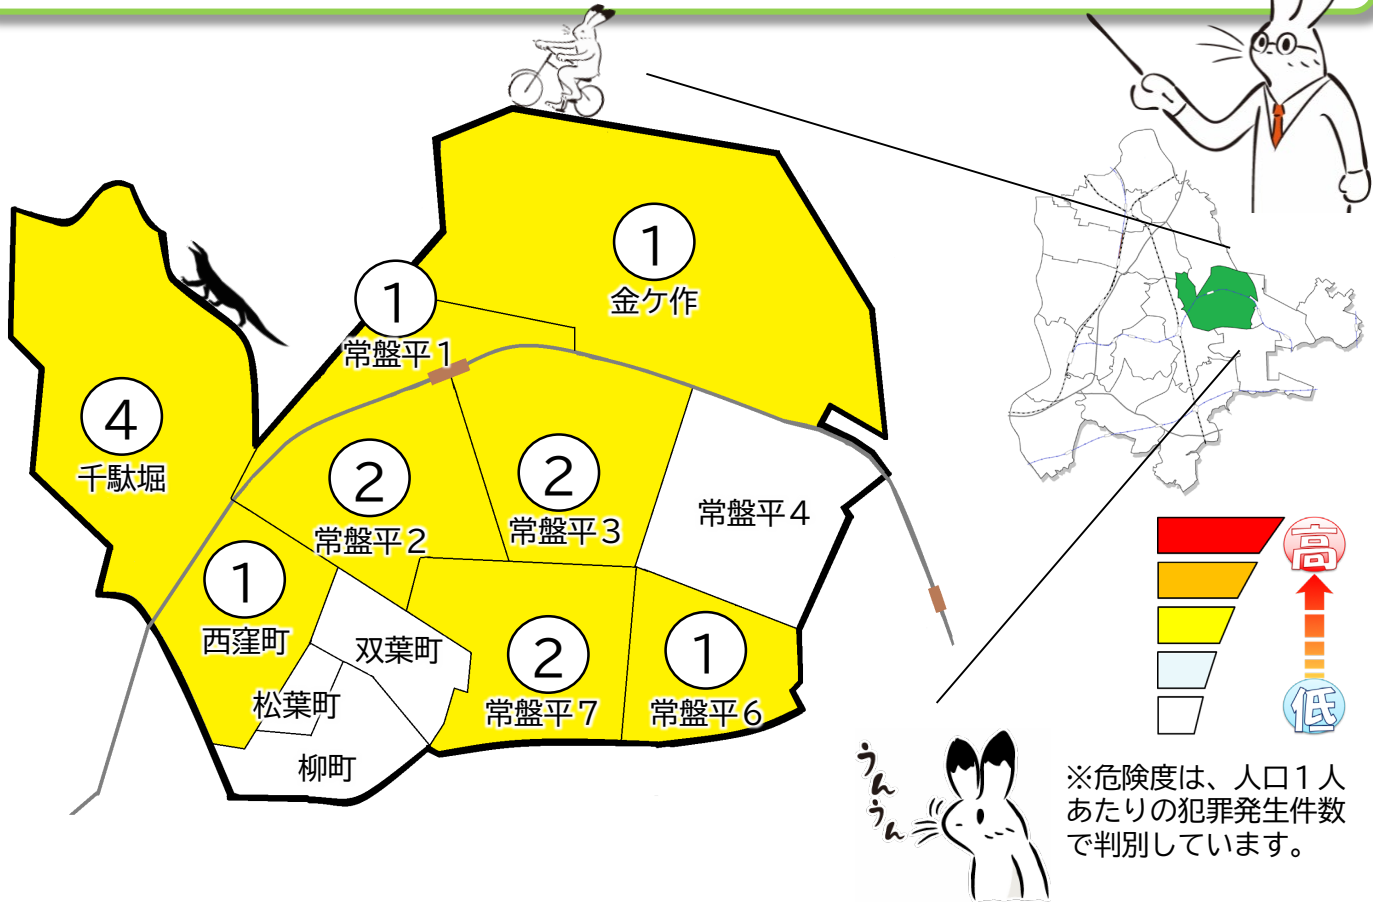 1
金ケ作
1
常盤平1
4
千駄堀
2
常盤平2
2
常盤平3
常盤平4
1
西窪町
双葉町
2
常盤平7
1
常盤平6
松葉町
柳町
高
低
うんうん
※危険度は、人口1人
あたりの犯罪発生件数
で判別しています。